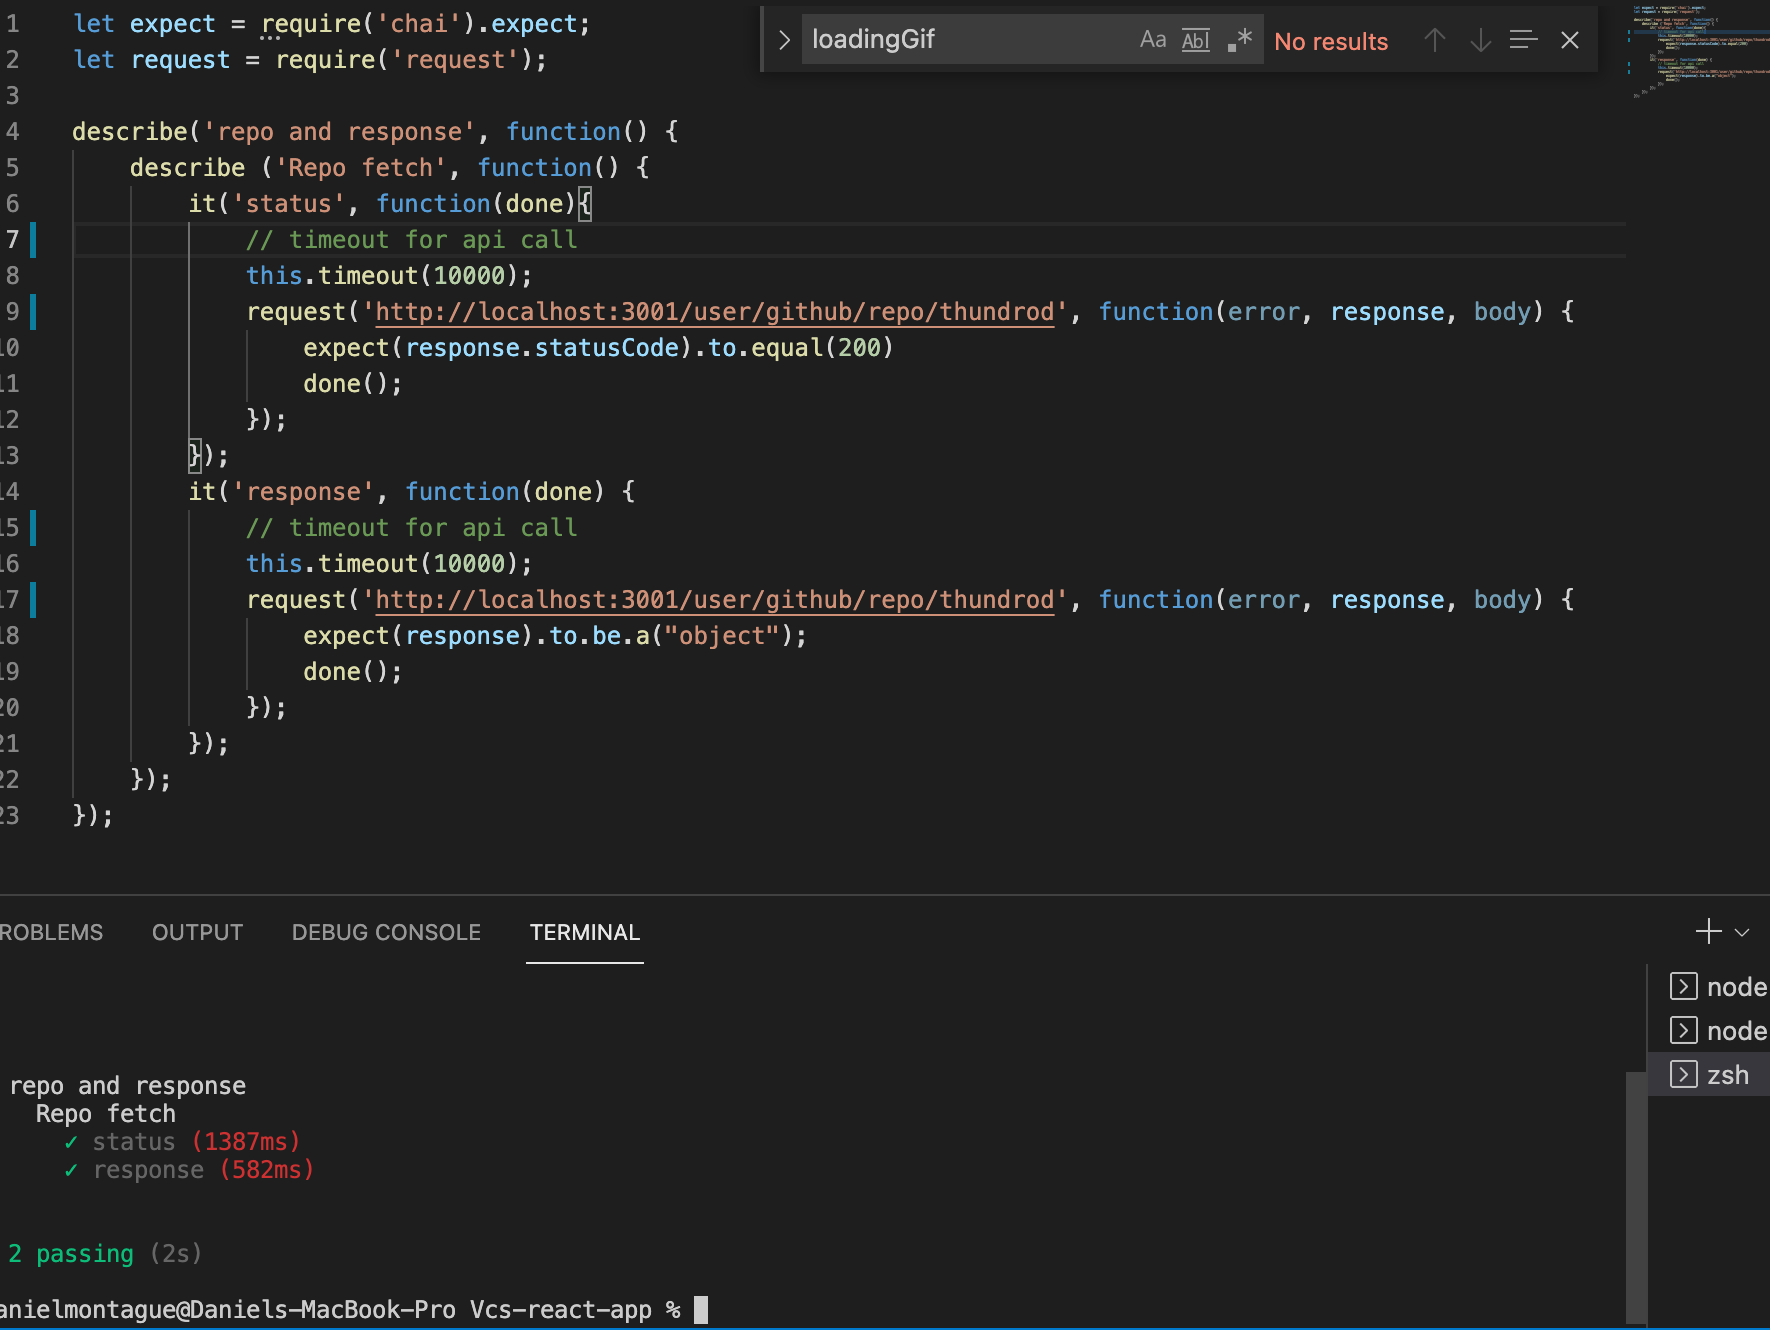 1 let expect = require('chai').expect;
2 let request = require('request');
3
4 describe('repo and response', function() {
5 describe ('Repo fetch', function() {
6 it('status', function(done){
7 // timeout for api call
8 this.timeout(10000);
9 request('http://localhost:3001/user/github/repo/thundrod', function(error, response, body) {
10 expect(response.statusCode).to.equal(200)
11 done();
12 });
13 });
14 it('response', function(done) {
15 // timeout for api call
16 this.timeout(10000);
17 request('http://localhost:3001/user/github/repo/thundrod', function(error, response, body) {
18 expect(response).to.be.a("object");
19 done();
20 });
21 });
22 });
23 });
loadingGif Aa Abl .* No results
ROBLEMS OUTPUT DEBUG CONSOLE TERMINAL
node
node
zsh
repo and response
Repo fetch
✓ status (1387ms)
✓ response (582ms)
2 passing (2s)
anielmontague@Daniels-MacBook-Pro Vcs-react-app %